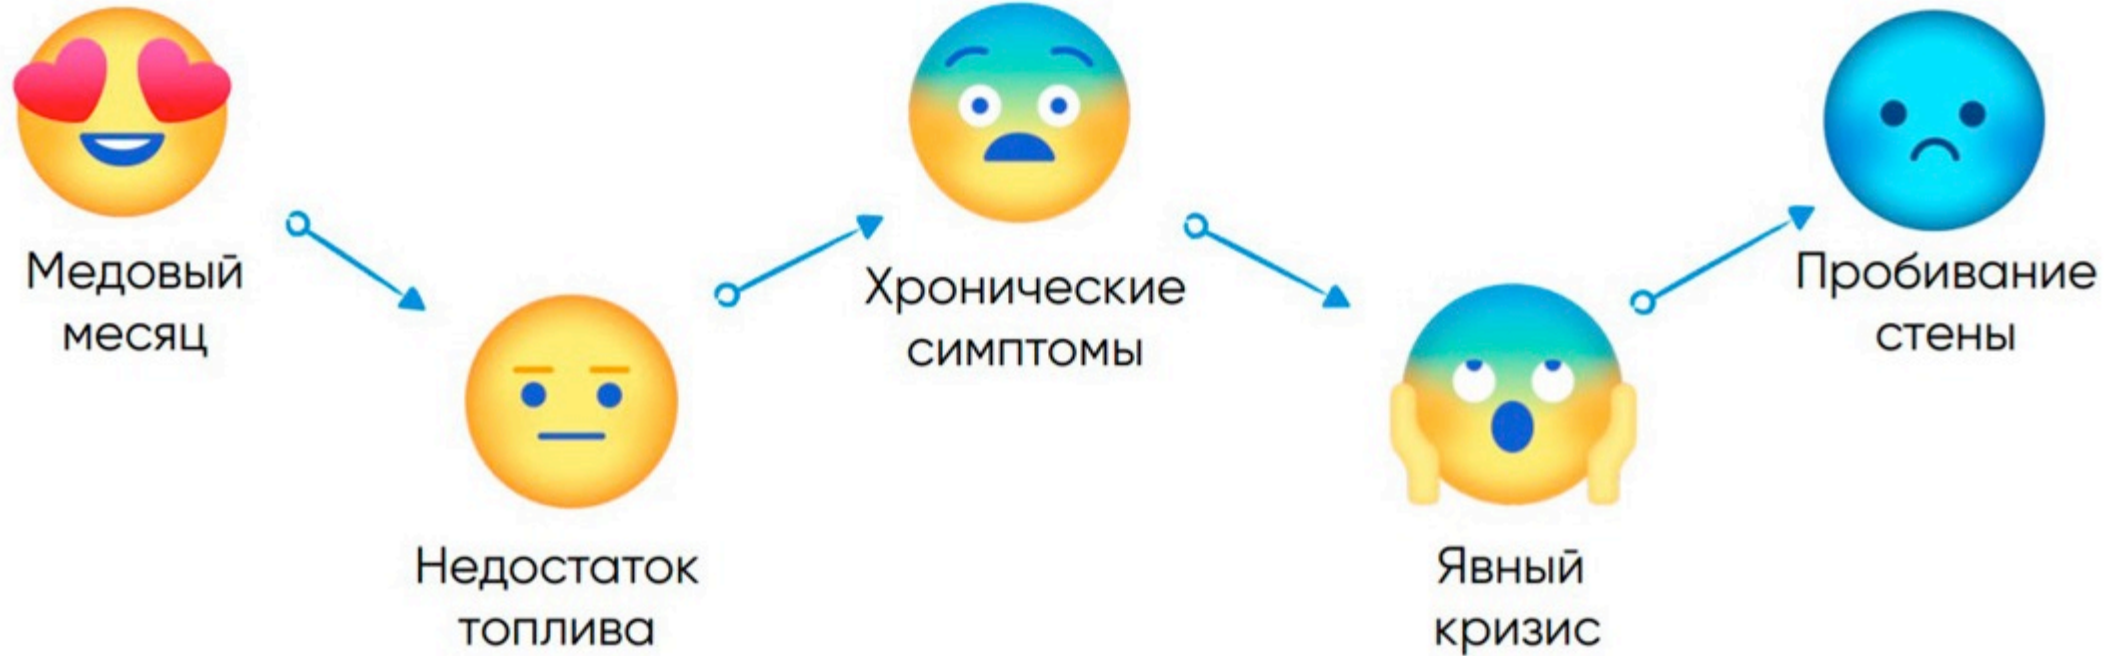 Медовый
месяц
Недостаток
топлива
Хронические
симптомы
Явный
кризис
Пробивание
стены